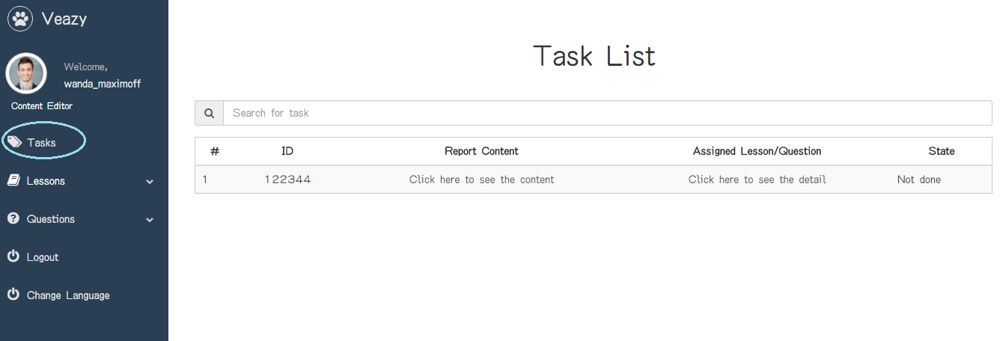 Veazy
Welcome,
wanda_maximoff
Content Editor
Tasks
Lessons
Questions
Logout
Change Language
Task List
Search for task
# ID Report Content Assigned Lesson/Question State
1 122344 Click here to see the content Click here to see the detail Not done